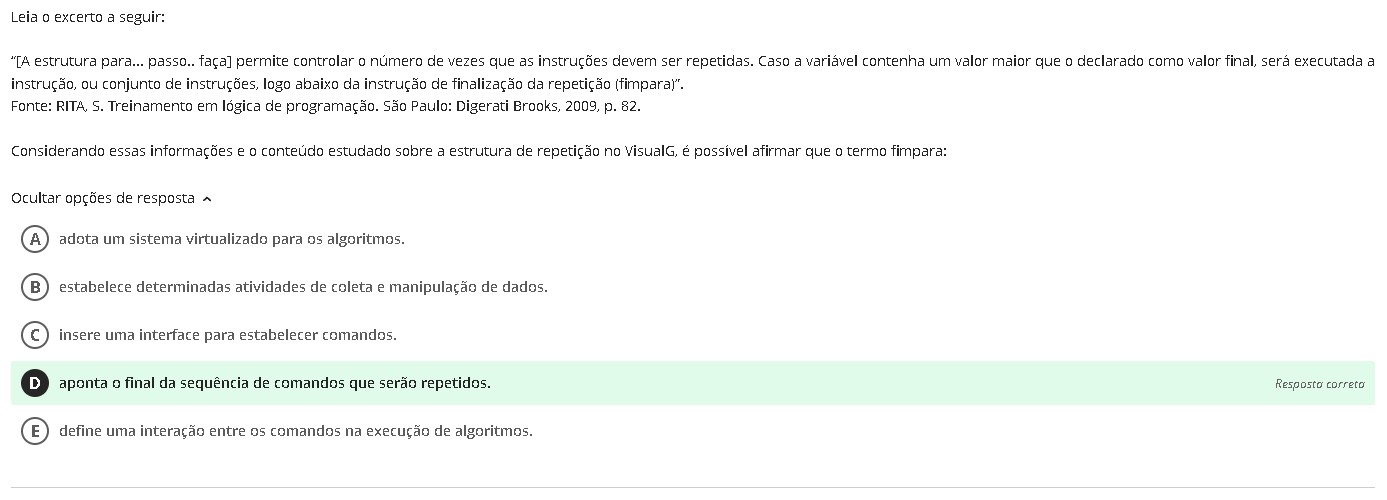 Leia o excerto a seguir:
“[A estrutura para... passo.. faça] permite controlar o número de vezes que as instruções devem ser repetidas. Caso a variável contenha um valor maior que o declarado como valor final, será executada a
instrução, ou conjunto de instruções, logo abaixo da instrução de finalização da repetição (fimpara)”.
Fonte: RITA, S. Treinamento em lógica de programação. São Paulo: Digerati Brooks, 2009, p. 82.
Considerando essas informações e o conteúdo estudado sobre a estrutura de repetição no VisualG, é possível afirmar que o termo fimpara:
Ocultar opções de resposta
A adota um sistema virtualizado para os algoritmos.
B estabelece determinadas atividades de coleta e manipulação de dados.
C insere uma interface para estabelecer comandos.
D aponta o final da sequência de comandos que serão repetidos. Resposta correta
E define uma interação entre os comandos na execução de algoritmos.